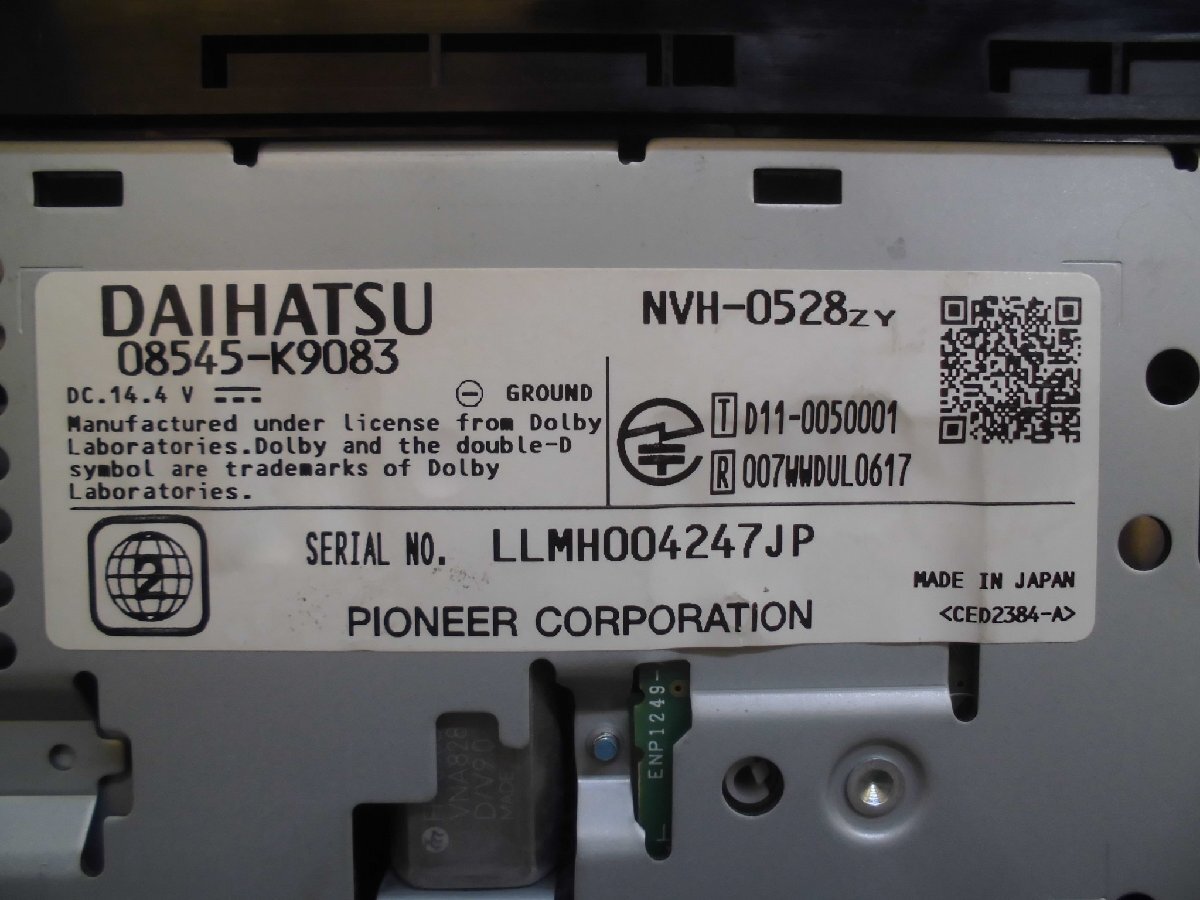 DAIHATSU
08545-K9083
DC.14.4 V
GROUND
Manufactured under license from Dolby
Laboratories.Dolby and the double-D
symbol are trademarks of Dolby
Laboratories.
NVH-0528ZY
T D11-0050001
R 007WWDUL0617
2
SERIAL NO. LLMH004247JP
MADE IN JAPAN
PIONEER CORPORATION
<CED2384-A>
ENP1249-
VNA828
MADE